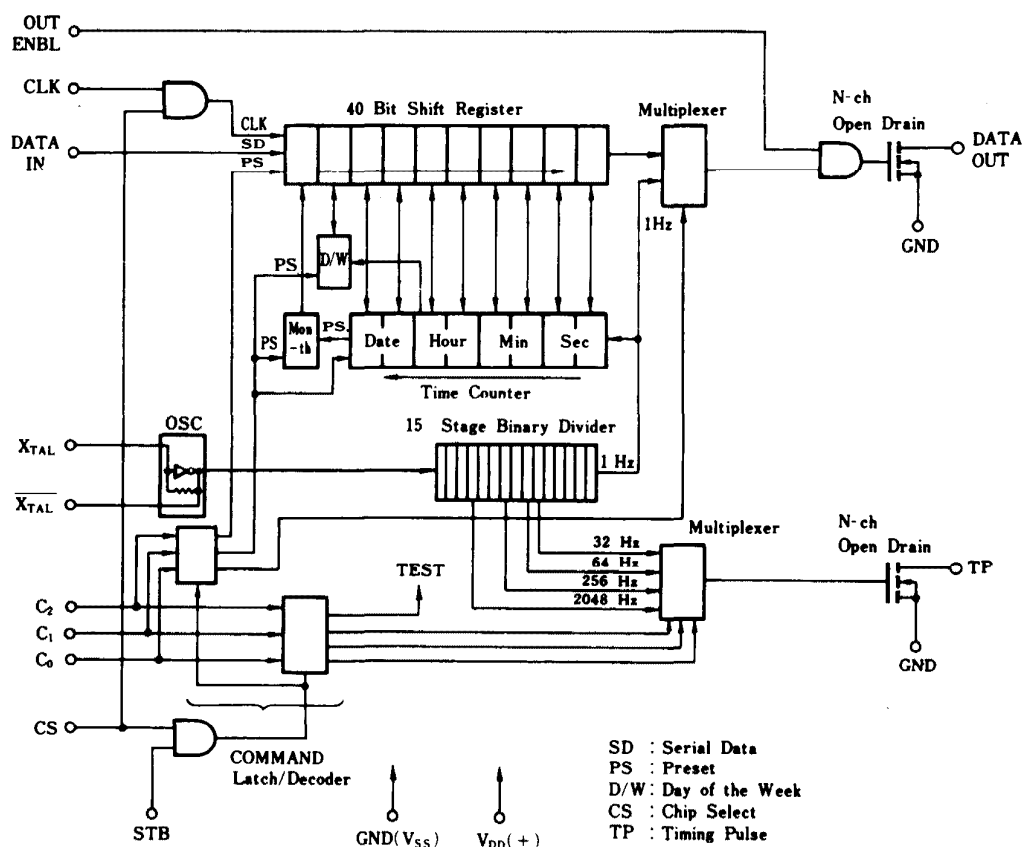 OUT
ENBL
CLK
DATA
IN
40 Bit Shift Register
CLK
SD
PS
Multiplexer
1Hz
N-ch
Open Drain
DATA
OUT
GND
D/W
PS
Mon
-th
PS
PS.
Date
Hour
Min
Sec
Time Counter
OSC
XTAL
XTAL
15 Stage Binary Divider
1 Hz
Multiplexer
32 Hz
64 Hz
256 Hz
2048 Hz
N-ch
Open Drain
TP
GND
TEST
C2
C1
C0
CS
COMMAND
Latch/Decoder
STB
GND(VSS)
VDD(+)
SD : Serial Data
PS : Preset
D/W : Day of the Week
CS : Chip Select
TP : Timing Pulse